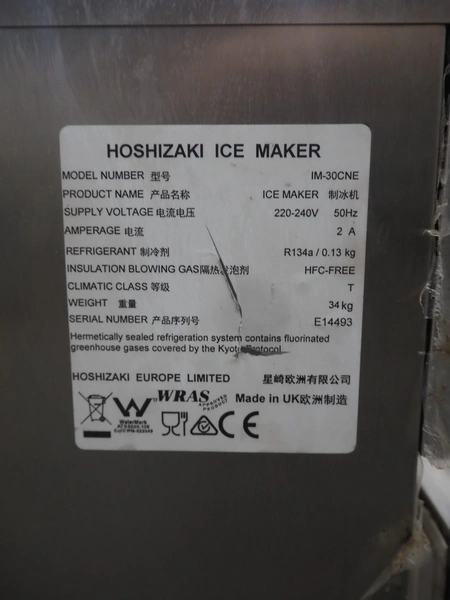 HOSHIZAKI ICE MAKER
MODEL NUMBER 型号 IM-30CNE
PRODUCT NAME 产品名称 ICE MAKER 制冰机
SUPPLY VOLTAGE 电流电压 220-240V 50Hz
AMPERAGE 电流 2 A
REFRIGERANT 制冷剂 R134a / 0.13 kg
INSULATION BLOWING GAS隔热发泡剂 HFC-FREE
CLIMATIC CLASS 等级 T
WEIGHT 重量 34 kg
SERIAL NUMBER 产品序列号 E14493
Hermetically sealed refrigeration system contains fluorinated
greenhouse gases covered by the Kyoto Protocol
HOSHIZAKI EUROPE LIMITED 星崎欧洲有限公司
WRAS APPROVED PRODUCT Made in UK欧洲制造
WaterMark
CE